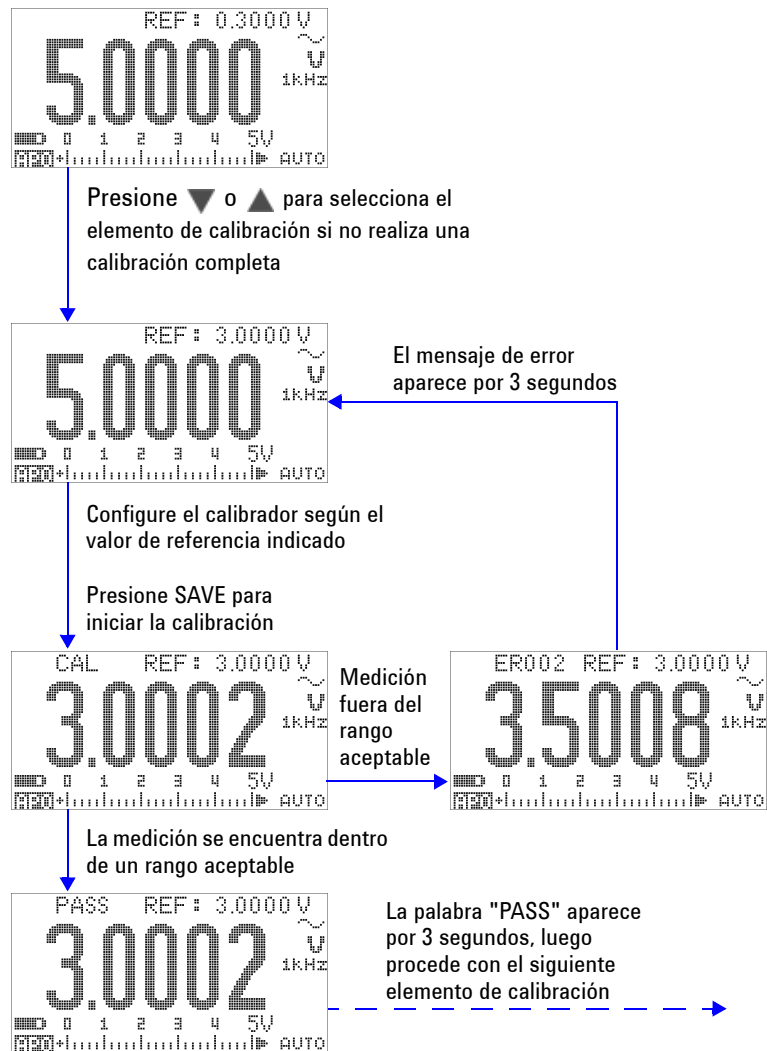 REF: 0.3000 V
5.0000 V
1kHz
0 1 2 3 4 5V
APO AUTO
Presione ▼ o ▲ para selecciona el
elemento de calibración si no realiza una
calibración completa
REF: 3.0000 V
5.0000 V
1kHz
0 1 2 3 4 5V
APO AUTO
El mensaje de error
aparece por 3 segundos
Configure el calibrador según el
valor de referencia indicado
Presione SAVE para
iniciar la calibración
CAL REF: 3.0000 V
3.0002 V
1kHz
0 1 2 3 4 5V
APO AUTO
Medición
fuera del
rango
aceptable
ER002 REF: 3.0000 V
3.5008 V
1kHz
0 1 2 3 4 5V
APO AUTO
La medición se encuentra dentro
de un rango aceptable
PASS REF: 3.0000 V
3.0002 V
1kHz
0 1 2 3 4 5V
APO AUTO
La palabra "PASS" aparece
por 3 segundos, luego
procede con el siguiente
elemento de calibración